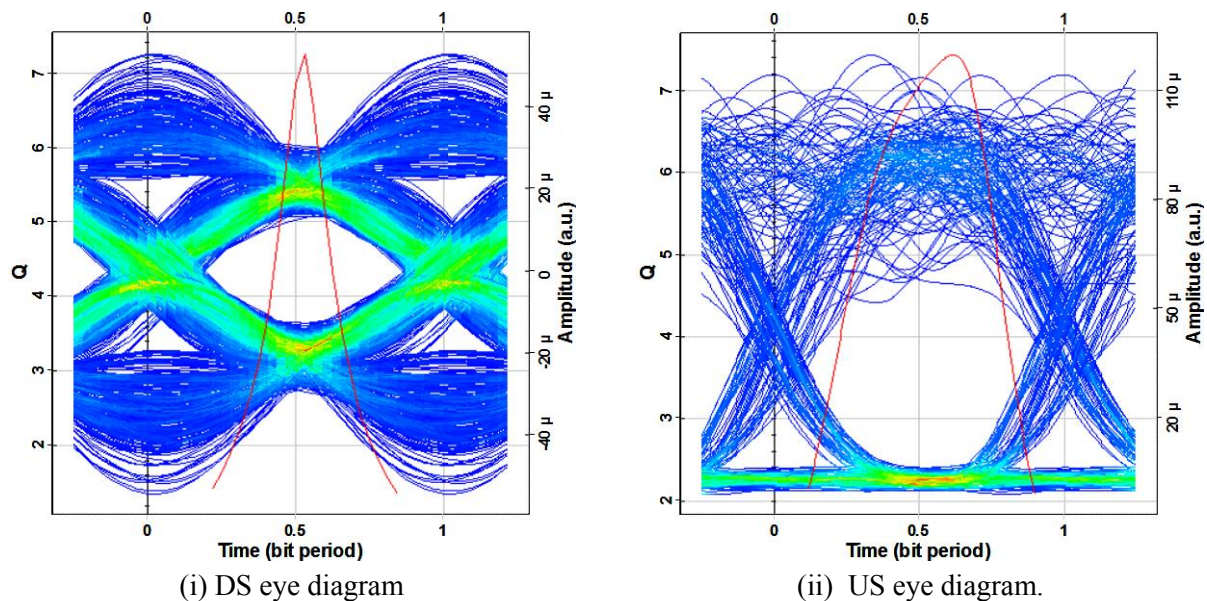 0 0.5 1
7
6
5
4
3
2
Q
40 µ
20 µ
0
-20 µ
-40 µ
Amplitude (a.u.)
0 0.5 1
Time (bit period)
(i) DS eye diagram
0 0.5 1
7
6
5
4
3
2
Q
110 µ
80 µ
50 µ
20 µ
Amplitude (a.u.)
0 0.5 1
Time (bit period)
(ii) US eye diagram.